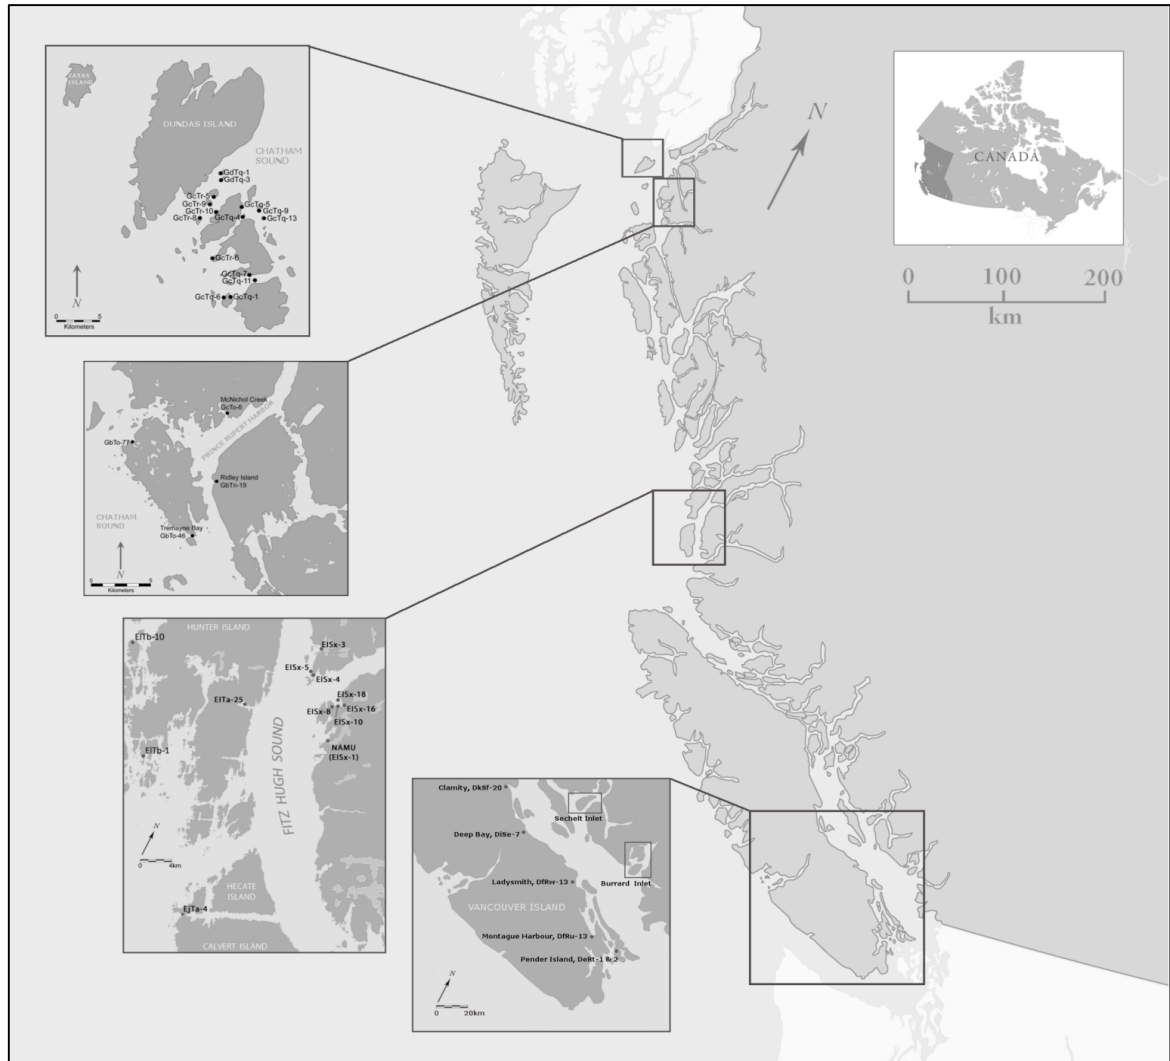 ZAYAS
ISLAND
DUNDAS ISLAND
CHATHAM
SOUND
GdTq-1
GdTq-3
GcTr-5
GcTr-9
GcTq-5
GcTr-10
GcTq-9
GcTr-8
GcTq-4
GcTq-13
GcTr-6
GcTq-7
GcTq-11
GcTq-6
GcTq-1
N
0 5
Kilometers
N
CANADA
0 100 200
km
McNichol Creek
GcTo-6
PRINCE RUPERT HARBOR
GbTo-77
Ridley Island
GbTn-19
CHATHAM
SOUND
Tremayne Bay
GbTo-46
N
0 5
Kilometers
HUNTER ISLAND
ElTb-10
ElSx-3
ElSx-5
ElSx-4
ElTa-25
ElSx-18
ElSx-8
ElSx-16
ElSx-10
NAMU
(ElSx-1)
ElTb-1
FITZ HUGH SOUND
N
0 4km
HECATE
ISLAND
EjTa-4
CALVERT ISLAND
Clamity, DkSf-20
Sechelt Inlet
Deep Bay, DiSe-7
Burrard Inlet
Ladysmith, DfRw-13
VANCOUVER ISLAND
Montague Harbour, DfRu-13
Pender Island, DeRt-1 & 2
N
0 20km